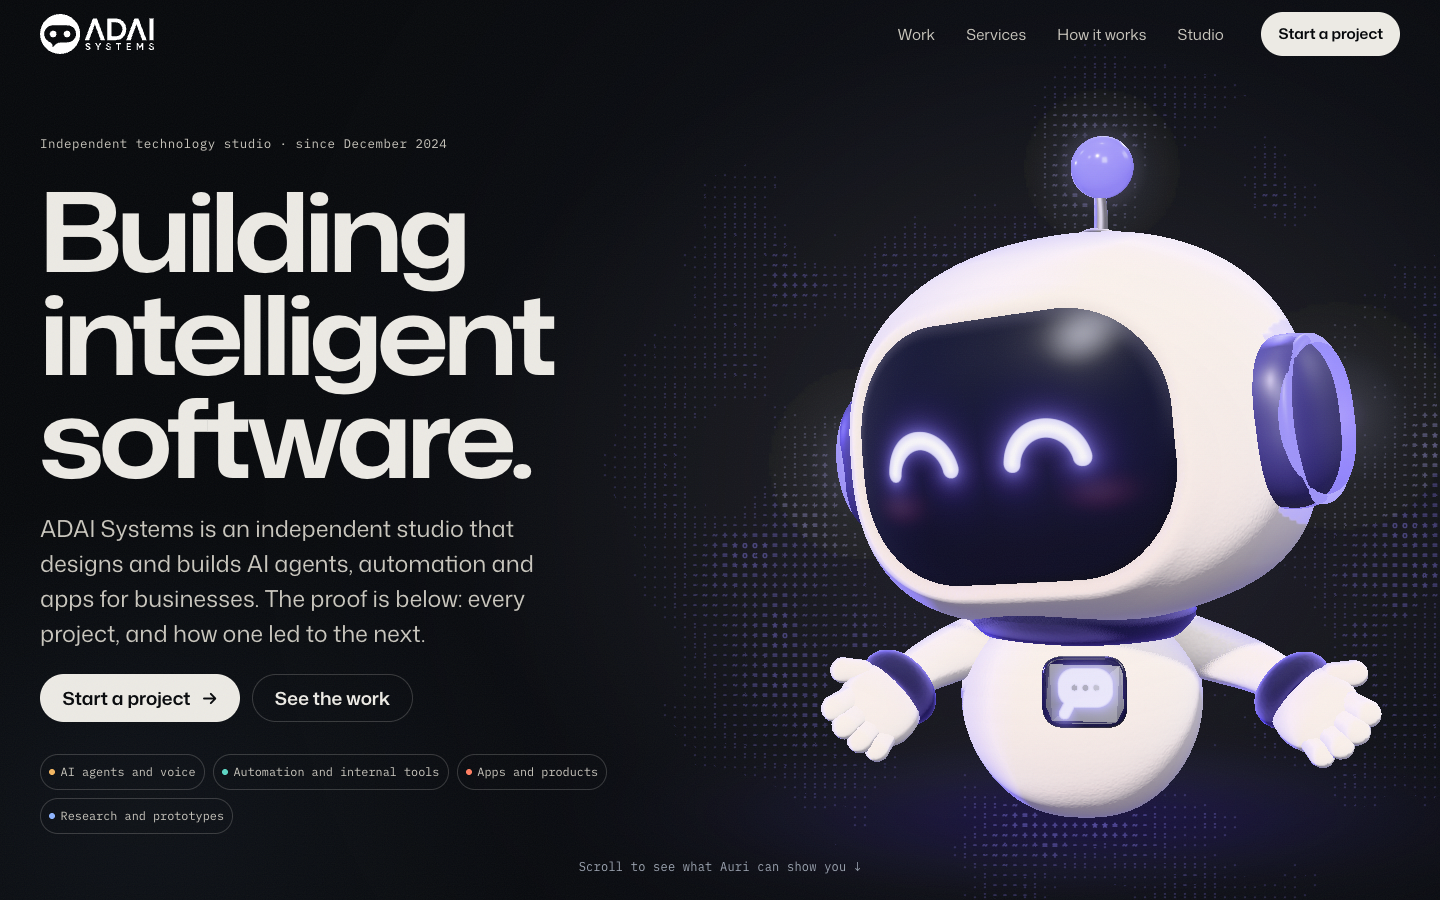 ADAI
SYSTEMS
Work
Services
How it works
Studio
Start a project
Independent technology studio · since December 2024
Building
intelligent
software.
ADAI Systems is an independent studio that
designs and builds AI agents, automation and
apps for businesses. The proof is below: every
project, and how one led to the next.
Start a project →
See the work
AI agents and voice
Automation and internal tools
Apps and products
Research and prototypes
Scroll to see what Auri can show you ↓